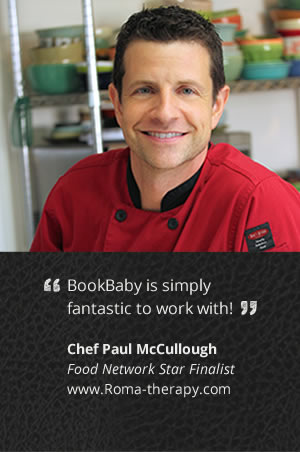 “ BookBaby is simply
fantastic to work with! ”
Chef Paul McCullough
Food Network Star Finalist
www.Roma-therapy.com